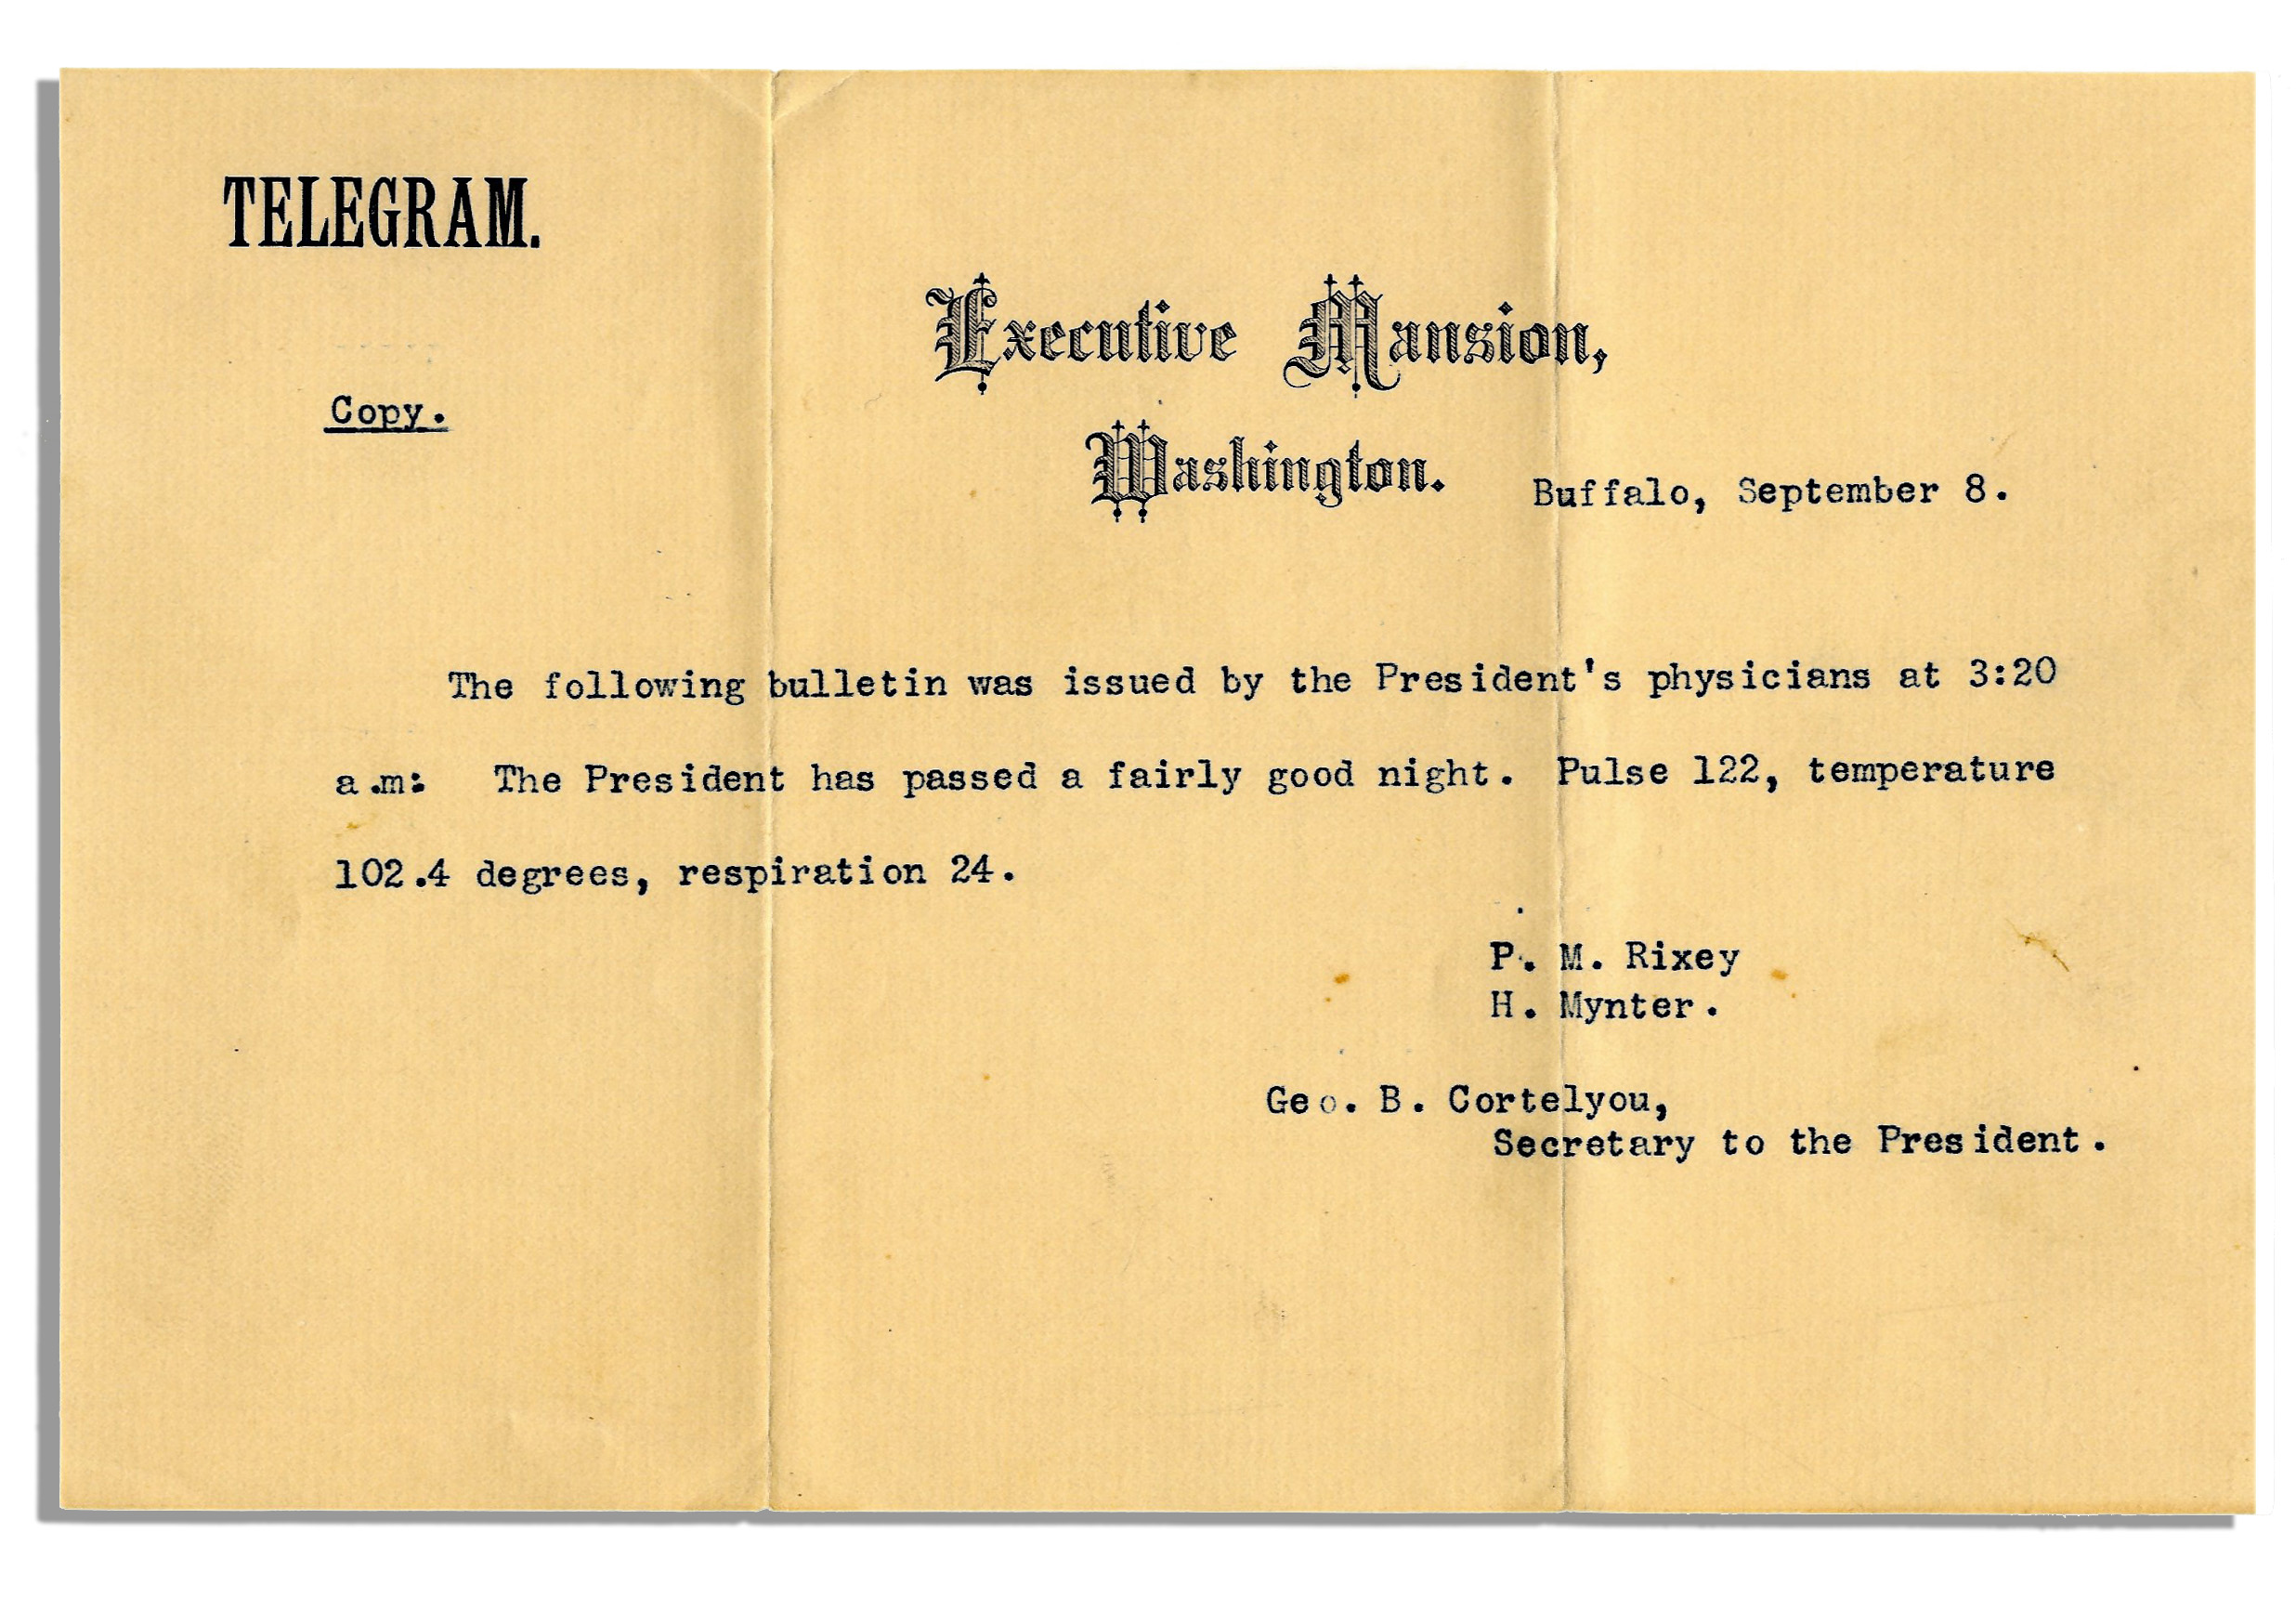 TELEGRAM.
Executive Mansion,
Copy.
Washington.
Buffalo, September 8.
The following bulletin was issued by the President's physicians at 3:20
a.m: The President has passed a fairly good night. Pulse 122, temperature
102.4 degrees, respiration 24.
P. M. Rixey
H. Mynter.
Geo. B. Cortelyou,
Secretary to the President.